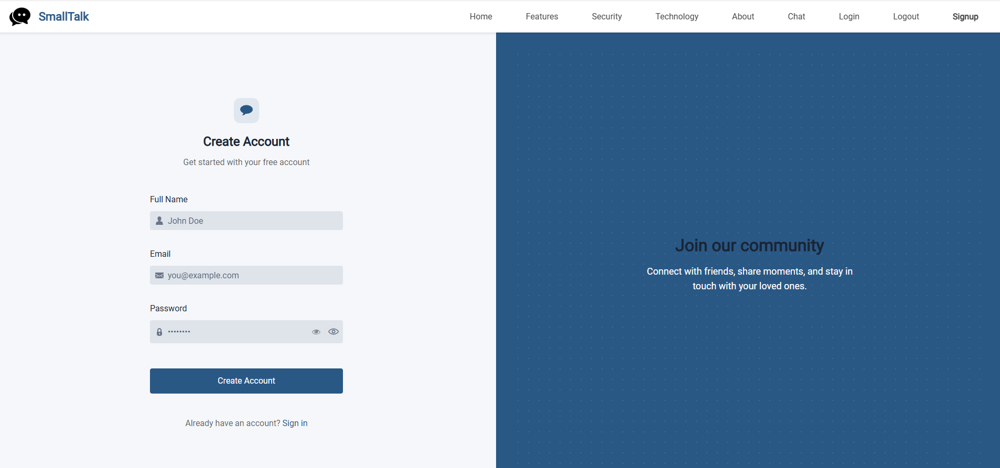 SmallTalk
Home Features Security Technology About Chat Login Logout Signup
Create Account
Get started with your free account
Full Name
John Doe
Email
you@example.com
Password
••••••••
Create Account
Already have an account? Sign in
Join our community
Connect with friends, share moments, and stay in
touch with your loved ones.